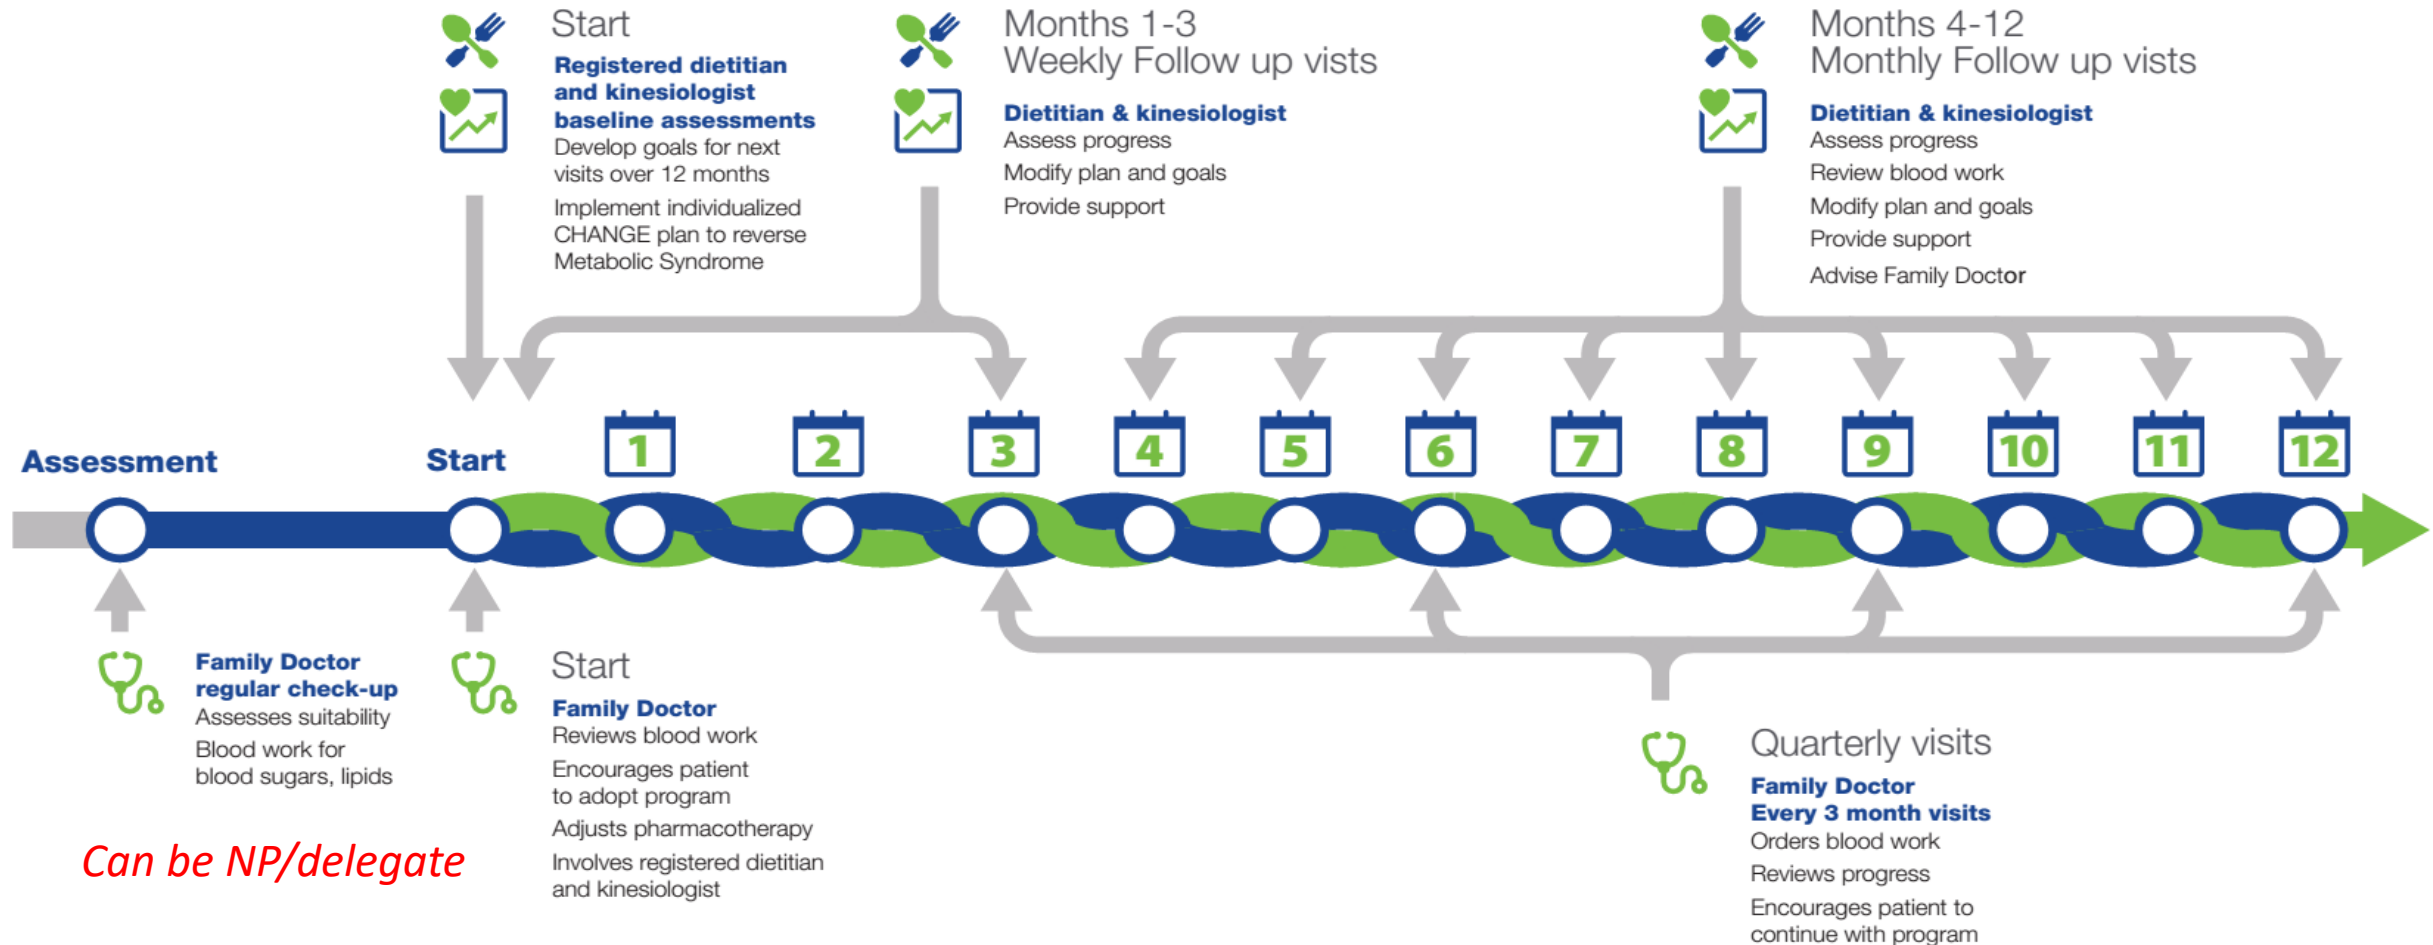 Start
Registered dietitian
and kinesiologist
baseline assessments
Develop goals for next
visits over 12 months
Implement individualized
CHANGE plan to reverse
Metabolic Syndrome
Months 1-3
Weekly Follow up vists
Dietitian & kinesiologist
Assess progress
Modify plan and goals
Provide support
Months 4-12
Monthly Follow up vists
Dietitian & kinesiologist
Assess progress
Review blood work
Modify plan and goals
Provide support
Advise Family Doctor
Assessment
Start
1
2
3
4
5
6
7
8
9
10
11
12
Family Doctor
regular check-up
Assesses suitability
Blood work for
blood sugars, lipids
Can be NP/delegate
Start
Family Doctor
Reviews blood work
Encourages patient
to adopt program
Adjusts pharmacotherapy
Involves registered dietitian
and kinesiologist
Quarterly visits
Family Doctor
Every 3 month visits
Orders blood work
Reviews progress
Encourages patient to
continue with program